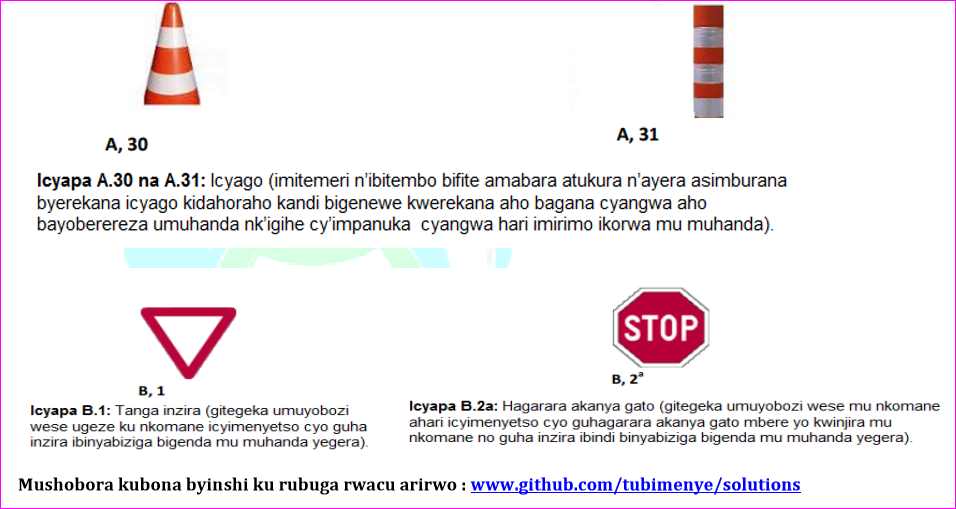 A, 30
A, 31
Icyapa A.30 na A.31: Icyago (imitemeri n'ibitembo bifite amabara atukura n'ayera asimburana
byerekana icyago kidahoraho kandi bigenewe kwerekana aho bagana cyangwa aho
bayoberereza umuhanda nk'igihe cy'impanuka cyangwa hari imirimo ikorwa mu muhanda).
B, 1
Icyapa B.1: Tanga inzira (gitegeka umuyobozi
wese ugeze ku nkomane icyimenyetso cyo guha
inzira ibinyabiziga bigenda mu muhanda yegera).
STOP
B, 2a
Icyapa B.2a: Hagarara akanya gato (gitegeka umuyobozi wese mu nkomane
ahari icyimenyetso cyo guhagarara akanya gato mbere yo kwinjira mu
nkomane no guha inzira ibindi binyabiziga bigenda mu muhanda yegera).
Mushobora kubona byinshi ku rubuga rwacu arirwo : www.github.com/tubimenye/solutions